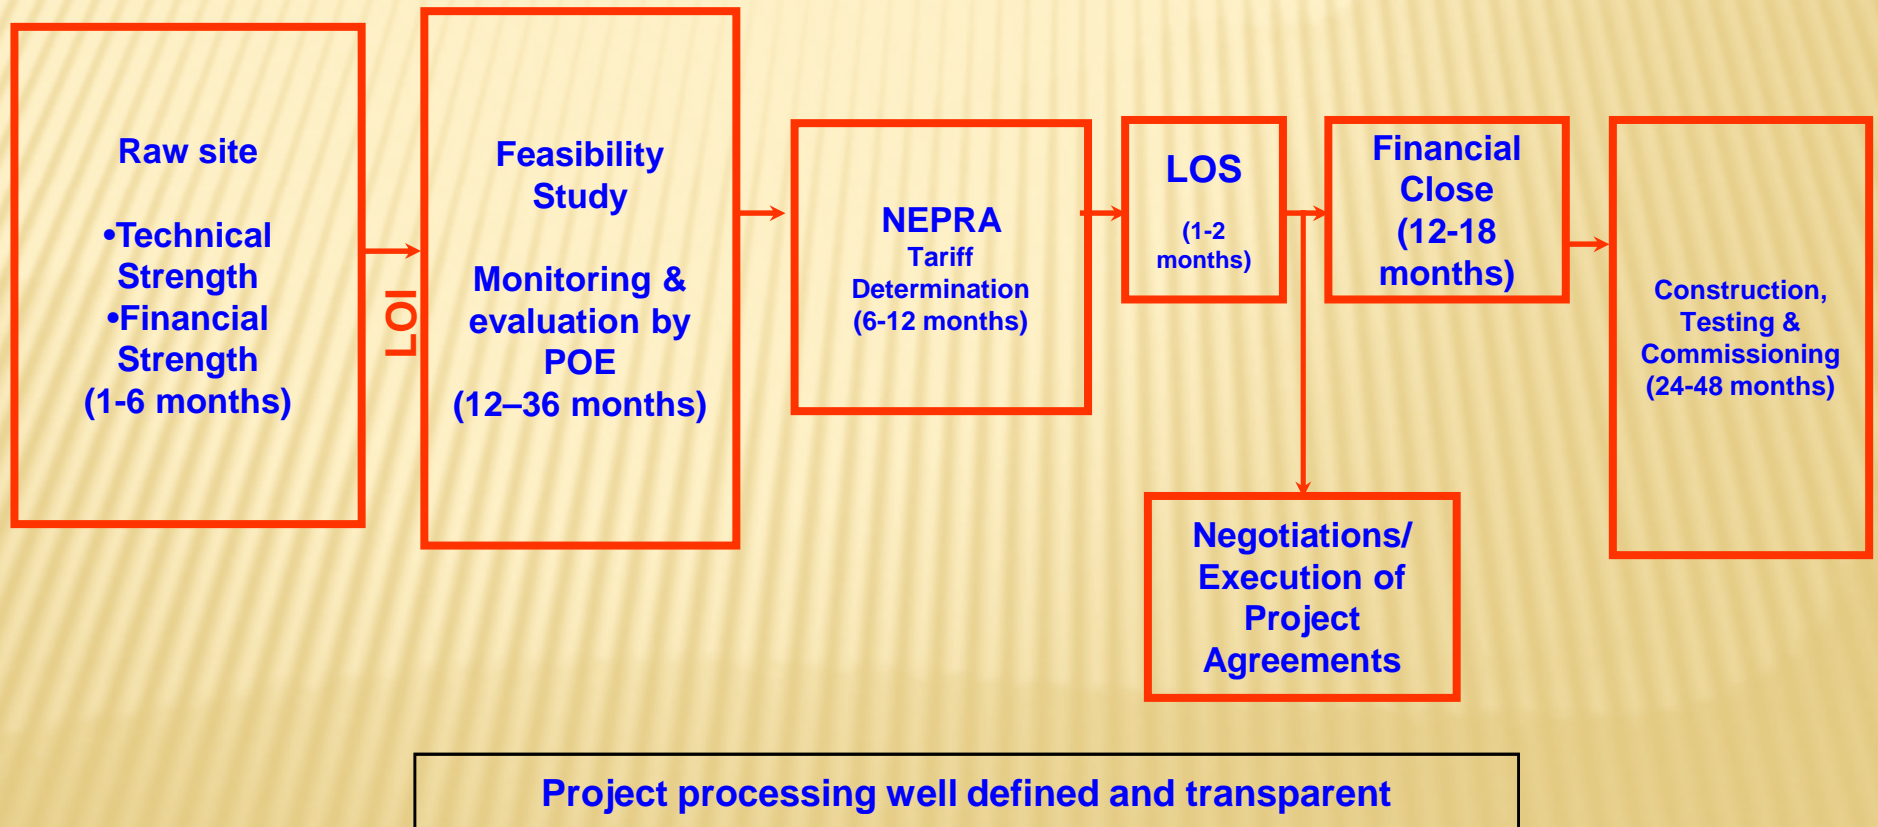 Raw site
•Technical
Strength
•Financial
Strength
(1-6 months)
LOI
Feasibility
Study
Monitoring &
evaluation by
POE
(12–36 months)
NEPRA
Tariff
Determination
(6-12 months)
LOS
(1-2
months)
Financial
Close
(12-18
months)
Construction,
Testing &
Commissioning
(24-48 months)
Negotiations/
Execution of
Project
Agreements
Project processing well defined and transparent